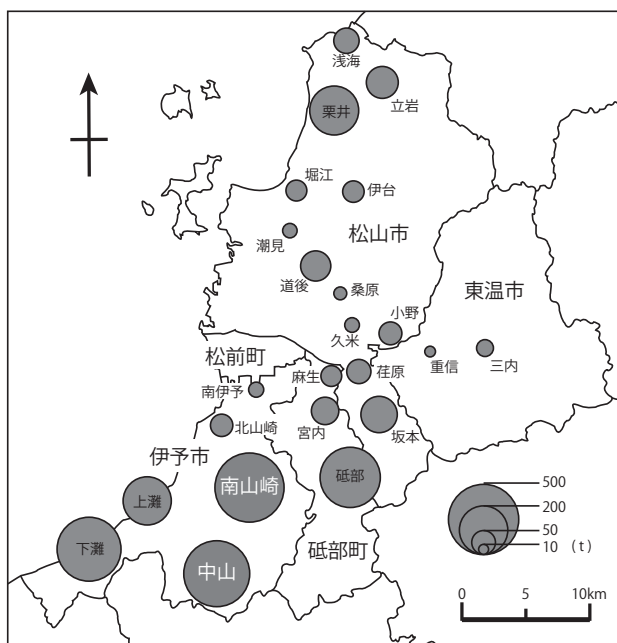 浅海
立岩
栗井
堀江
伊台
潮見
松山市
道後
桑原
東温市
小野
久米
重信
三内
松前町
麻生
荏原
南伊予
宮内
坂本
北山崎
伊予市
南山崎
砥部
上灘
下灘
中山
砥部町
500
200
50
10 (t)
0 5 10km